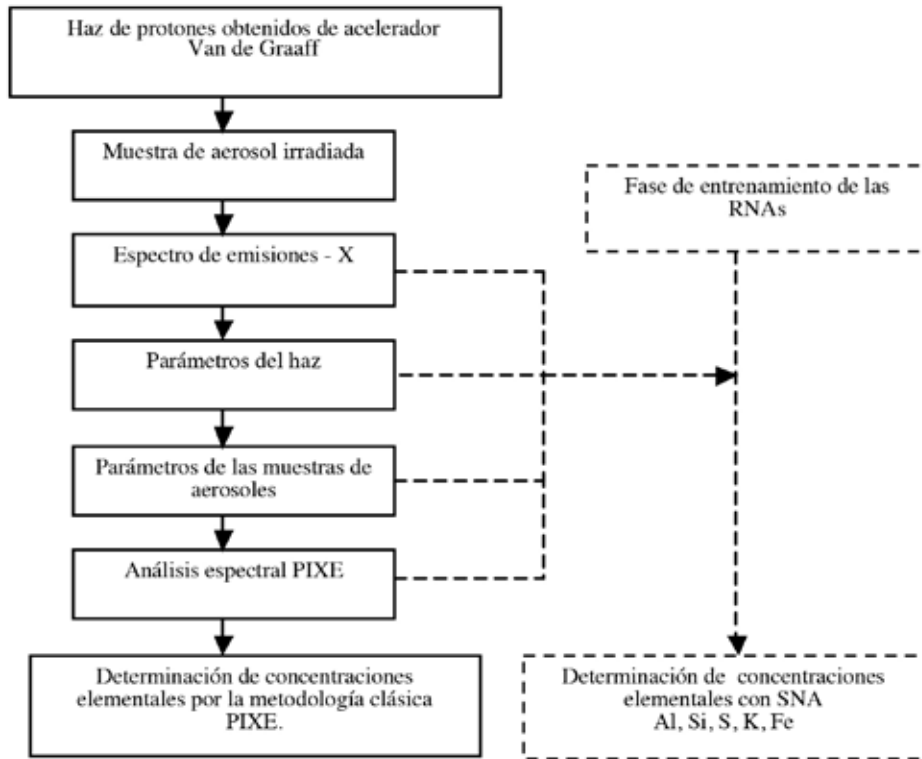 Haz de protones obtenidos de acelerador
Van de Graaff
Muestra de aerosol irradiada
Fase de entrenamiento de las
RNAs
Espectro de emisiones - X
Parámetros del haz
Parámetros de las muestras de
aerosoles
Análisis espectral PIXE
Determinación de concentraciones
elementales por la metodología clásica
PIXE.
Determinación de concentraciones
elementales con SNA
Al, Si, S, K, Fe